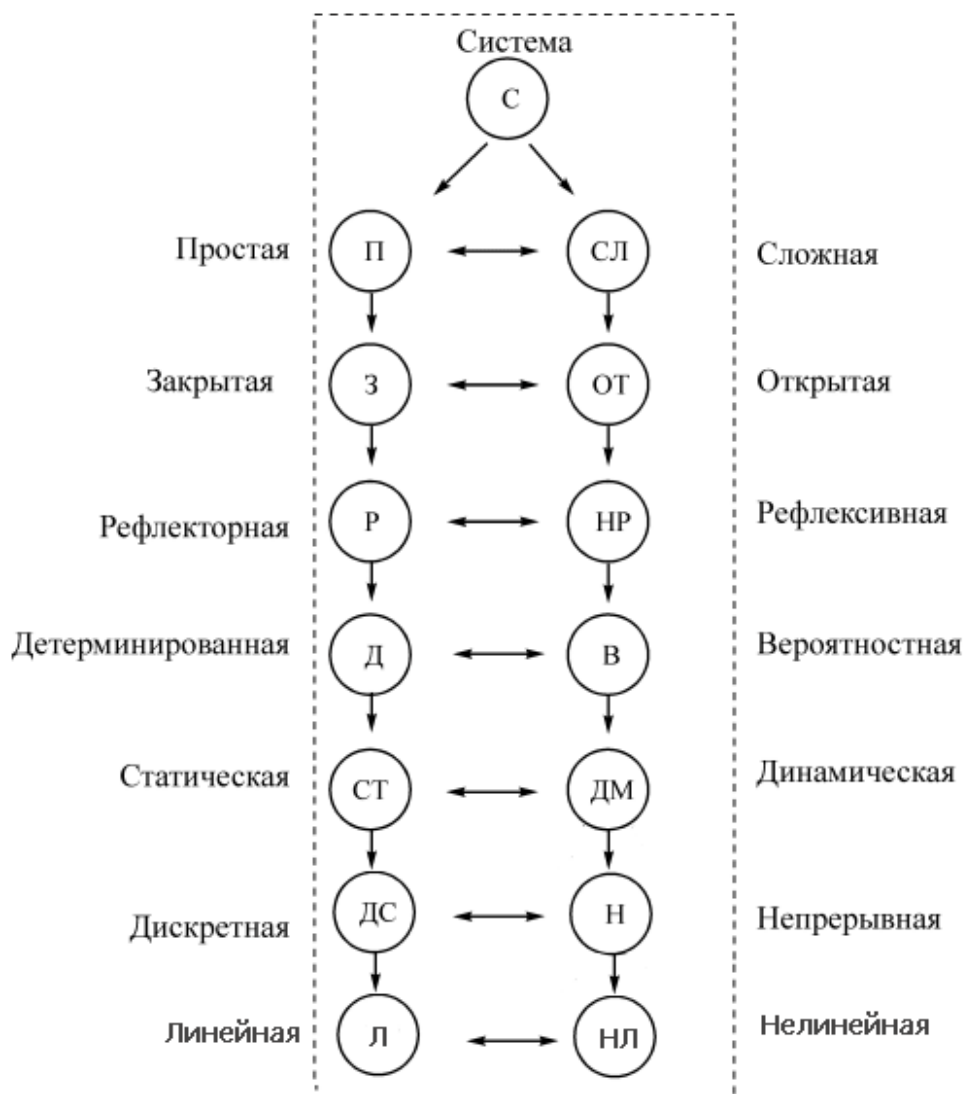 Система
С
Простая П СЛ Сложная
Закрытая З ОТ Открытая
Рефлекторная Р НР Рефлексивная
Детерминированная Д В Вероятностная
Статическая СТ ДМ Динамическая
Дискретная ДС Н Непрерывная
Линейная Л НЛ Нелинейная